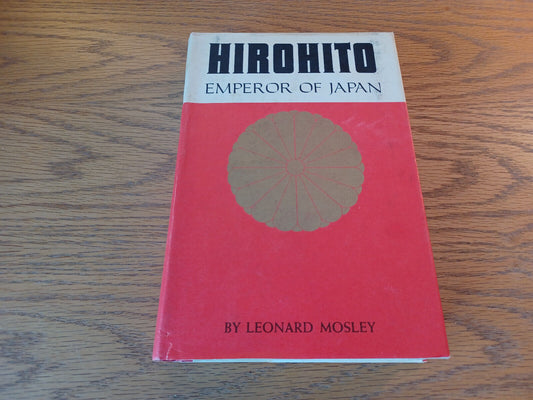 HIROHITO
EMPEROR OF JAPAN
BY LEONARD MOSLEY